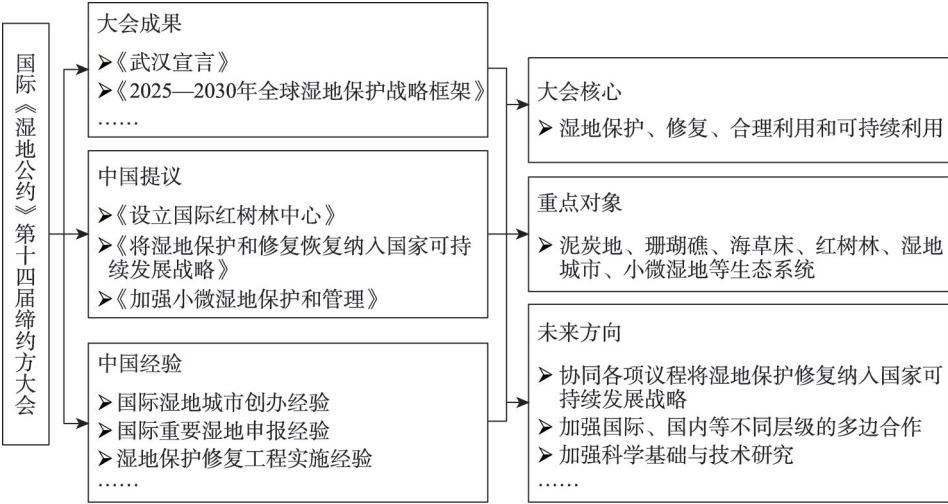 国际《湿地公约》第十四届缔约方大会
大会成果
➢《武汉宣言》
➢《2025—2030年全球湿地保护战略框架》
……
中国提议
➢《设立国际红树林中心》
➢《将湿地保护和修复恢复纳入国家可持
续发展战略》
➢《加强小微湿地保护和管理》
中国经验
➢ 国际湿地城市创办经验
➢ 国际重要湿地申报经验
➢ 湿地保护修复工程实施经验
……
大会核心
➢ 湿地保护、修复、合理利用和可持续利用
重点对象
➢ 泥炭地、珊瑚礁、海草床、红树林、湿地
城市、小微湿地等生态系统
未来方向
➢ 协同各项议程将湿地保护修复纳入国家可
持续发展战略
➢ 加强国际、国内等不同层级的多边合作
➢ 加强科学基础与技术研究
……